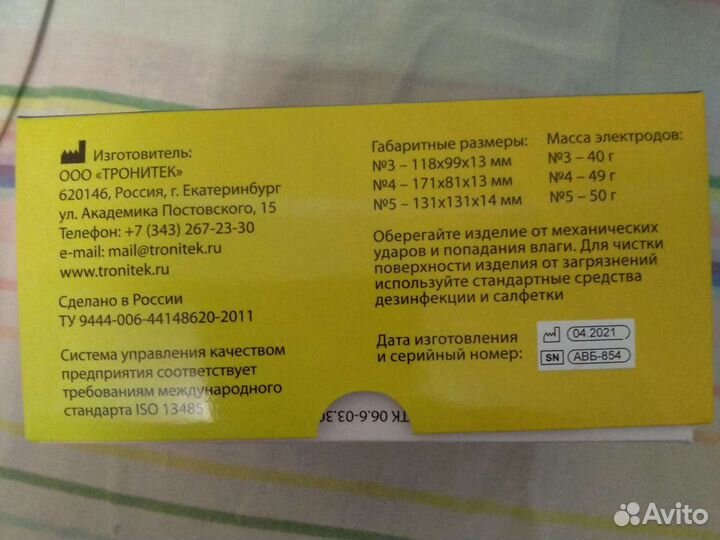 Изготовитель:
ООО «ТРОНИТЕК»
620146, Россия, г. Екатеринбург
ул. Академика Постовского, 15
Телефон: +7 (343) 267-23-30
e-mail: mail@tronitek.ru
www.tronitek.ru
Сделано в России
ТУ 9444-006-44148620-2011
Система управления качеством
предприятия соответствует
требованиям международного
стандарта ISO 13485
Габаритные размеры:
№3 – 118х99х13 мм
№4 – 171х81х13 мм
№5 – 131х131х14 мм
Масса электродов:
№3 – 40 г
№4 – 49 г
№5 – 50 г
Оберегайте изделие от механических
ударов и попадания влаги. Для чистки
поверхности изделия от загрязнений
используйте стандартные средства
дезинфекции и салфетки
Дата изготовления
и серийный номер:
04.2021
SN АВБ-854
Avito